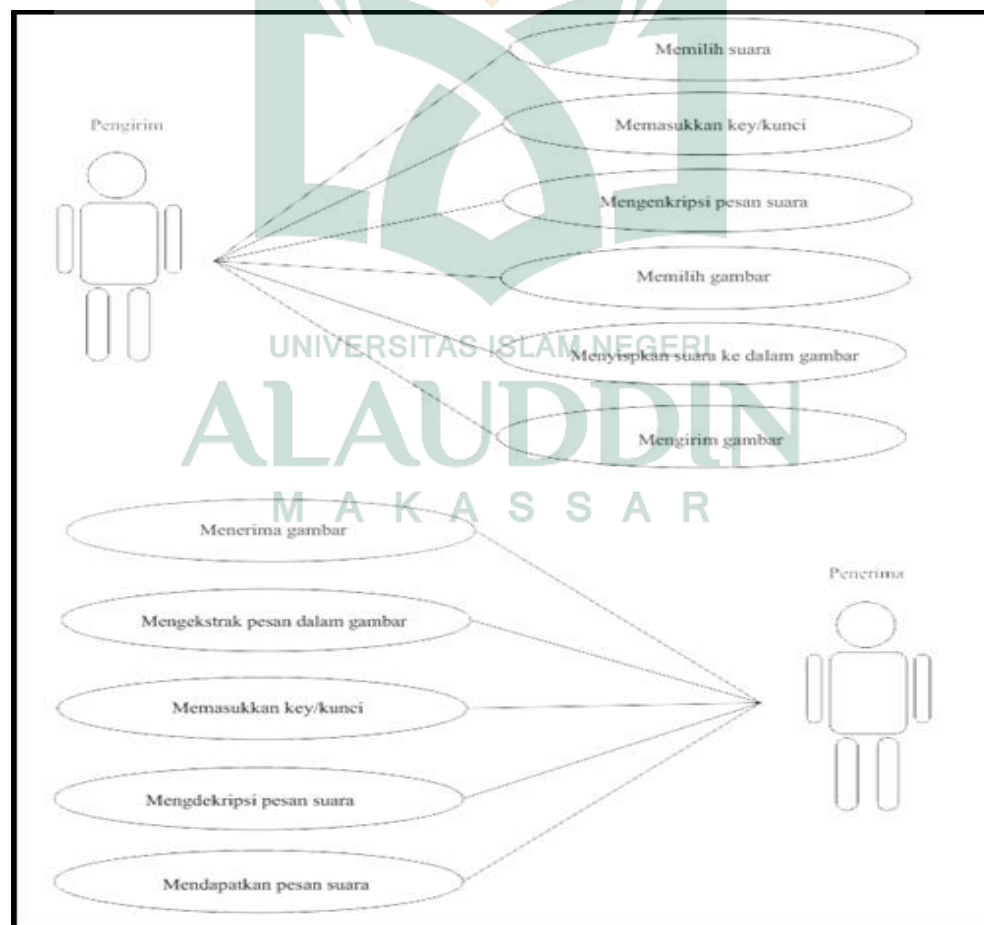 Pengirim
Memilih suara
Memasukkan key/kunci
Mengenkripsi pesan suara
Memilih gambar
UNIVERSITAS ISLAM NEGERI
Menyispkan suara ke dalam gambar
ALAUDDIN
Mengirim gambar
MAKASSAR
Menerima gambar
Penerima
Mengekstrak pesan dalam gambar
Memasukkan key/kunci
Mengdekripsi pesan suara
Mendapatkan pesan suara